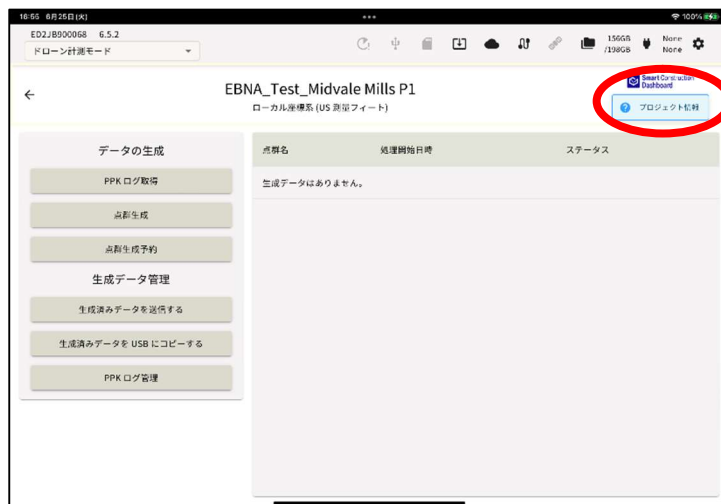 16:56 6月25日(火)
100%
ED2JB900068 6.5.2
ドローン計測モード
156GB
/198GB
None
None
EBNA_Test_Midvale Mills P1
ローカル座標系 (US 測量フィート)
Smart Construction
Dashboard
プロジェクト情報
データの生成
PPK ログ取得
点群生成
点群生成予約
生成データ管理
生成済みデータを送信する
生成済みデータを USB にコピーする
PPK ログ管理
点群名 処理開始日時 ステータス
生成データはありません。